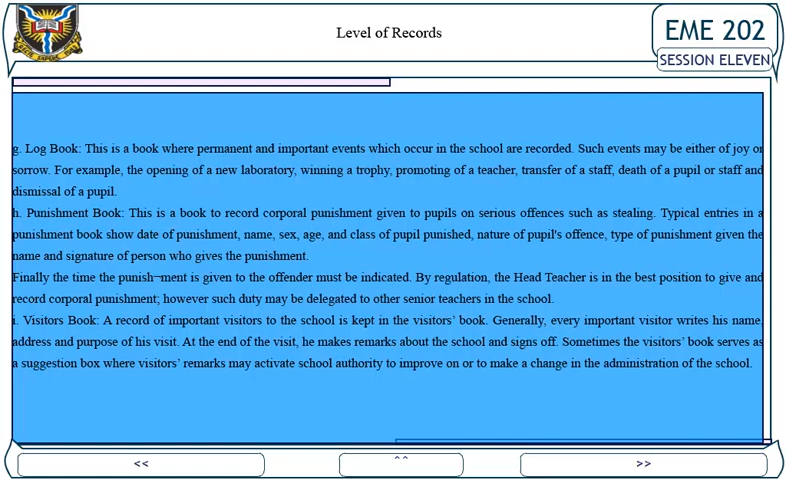 Level of Records
EME 202
SESSION ELEVEN
g. Log Book: This is a book where permanent and important events which occur in the school are recorded. Such events may be either of joy or
sorrow. For example, the opening of a new laboratory, winning a trophy, promoting of a teacher, transfer of a staff, death of a pupil or staff and
dismissal of a pupil.
h. Punishment Book: This is a book to record corporal punishment given to pupils on serious offences such as stealing. Typical entries in a
punishment book show date of punishment, name, sex, age, and class of pupil punished, nature of pupil's offence, type of punishment given the
name and signature of person who gives the punishment.
Finally the time the punish¬ment is given to the offender must be indicated. By regulation, the Head Teacher is in the best position to give and
record corporal punishment; however such duty may be delegated to other senior teachers in the school.
i. Visitors Book: A record of important visitors to the school is kept in the visitors’ book. Generally, every important visitor writes his name,
address and purpose of his visit. At the end of the visit, he makes remarks about the school and signs off. Sometimes the visitors’ book serves as
a suggestion box where visitors’ remarks may activate school authority to improve on or to make a change in the administration of the school.
<< ^^ >>